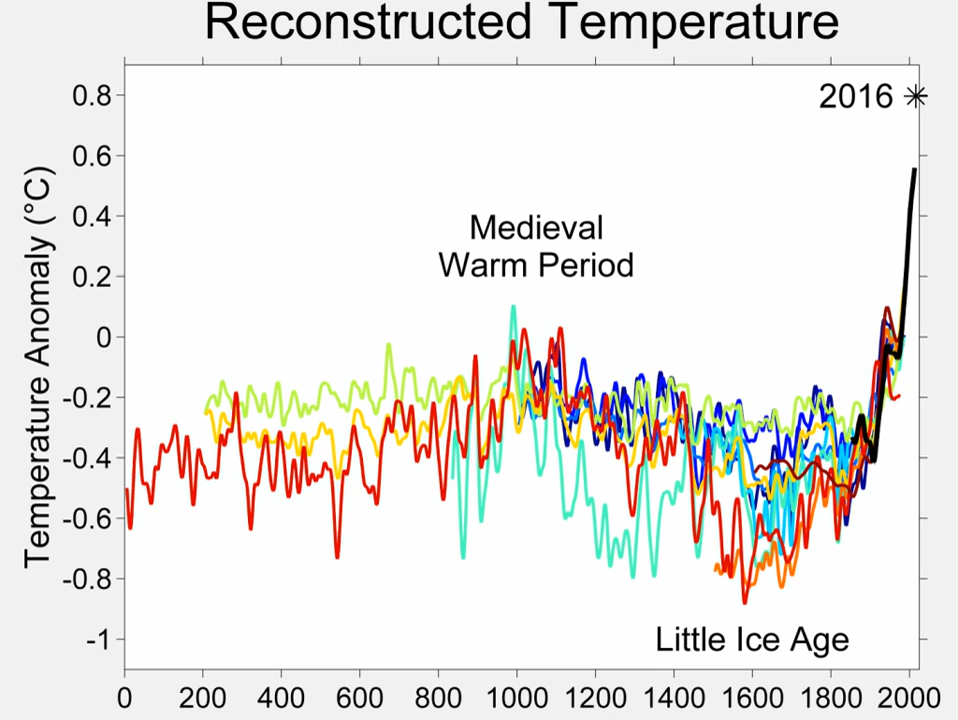 Reconstructed Temperature
Temperature Anomaly (°C)
0.8
0.6
0.4
0.2
0
-0.2
-0.4
-0.6
-0.8
-1
2016
Medieval
Warm Period
Little Ice Age
0 200 400 600 800 1000 1200 1400 1600 1800 2000